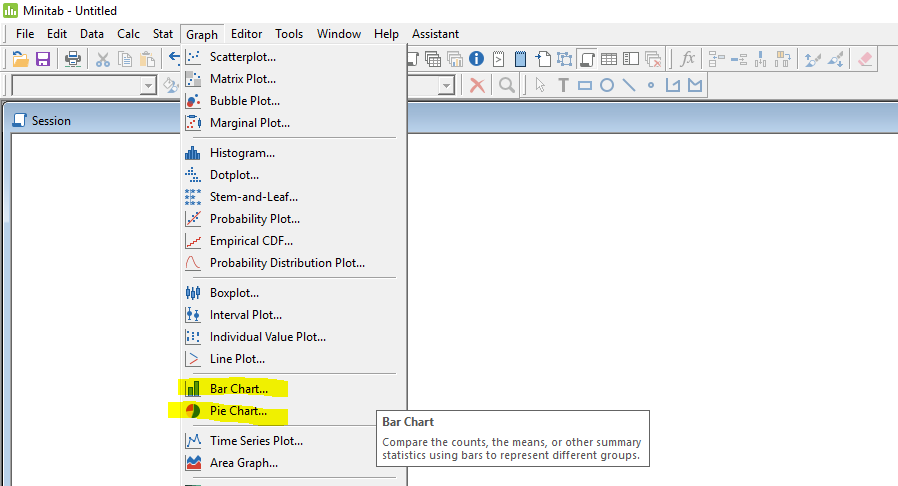 Minitab - Untitled
File Edit Data Calc Stat Graph Editor Tools Window Help Assistant
Scatterplot...
Matrix Plot...
Bubble Plot...
Marginal Plot...
Session
Histogram...
Dotplot...
Stem-and-Leaf...
Probability Plot...
Empirical CDF...
Probability Distribution Plot...
Boxplot...
Interval Plot...
Individual Value Plot...
Line Plot...
Bar Chart...
Pie Chart...
Time Series Plot...
Area Graph...
Bar Chart
Compare the counts, the means, or other summary
statistics using bars to represent different groups.